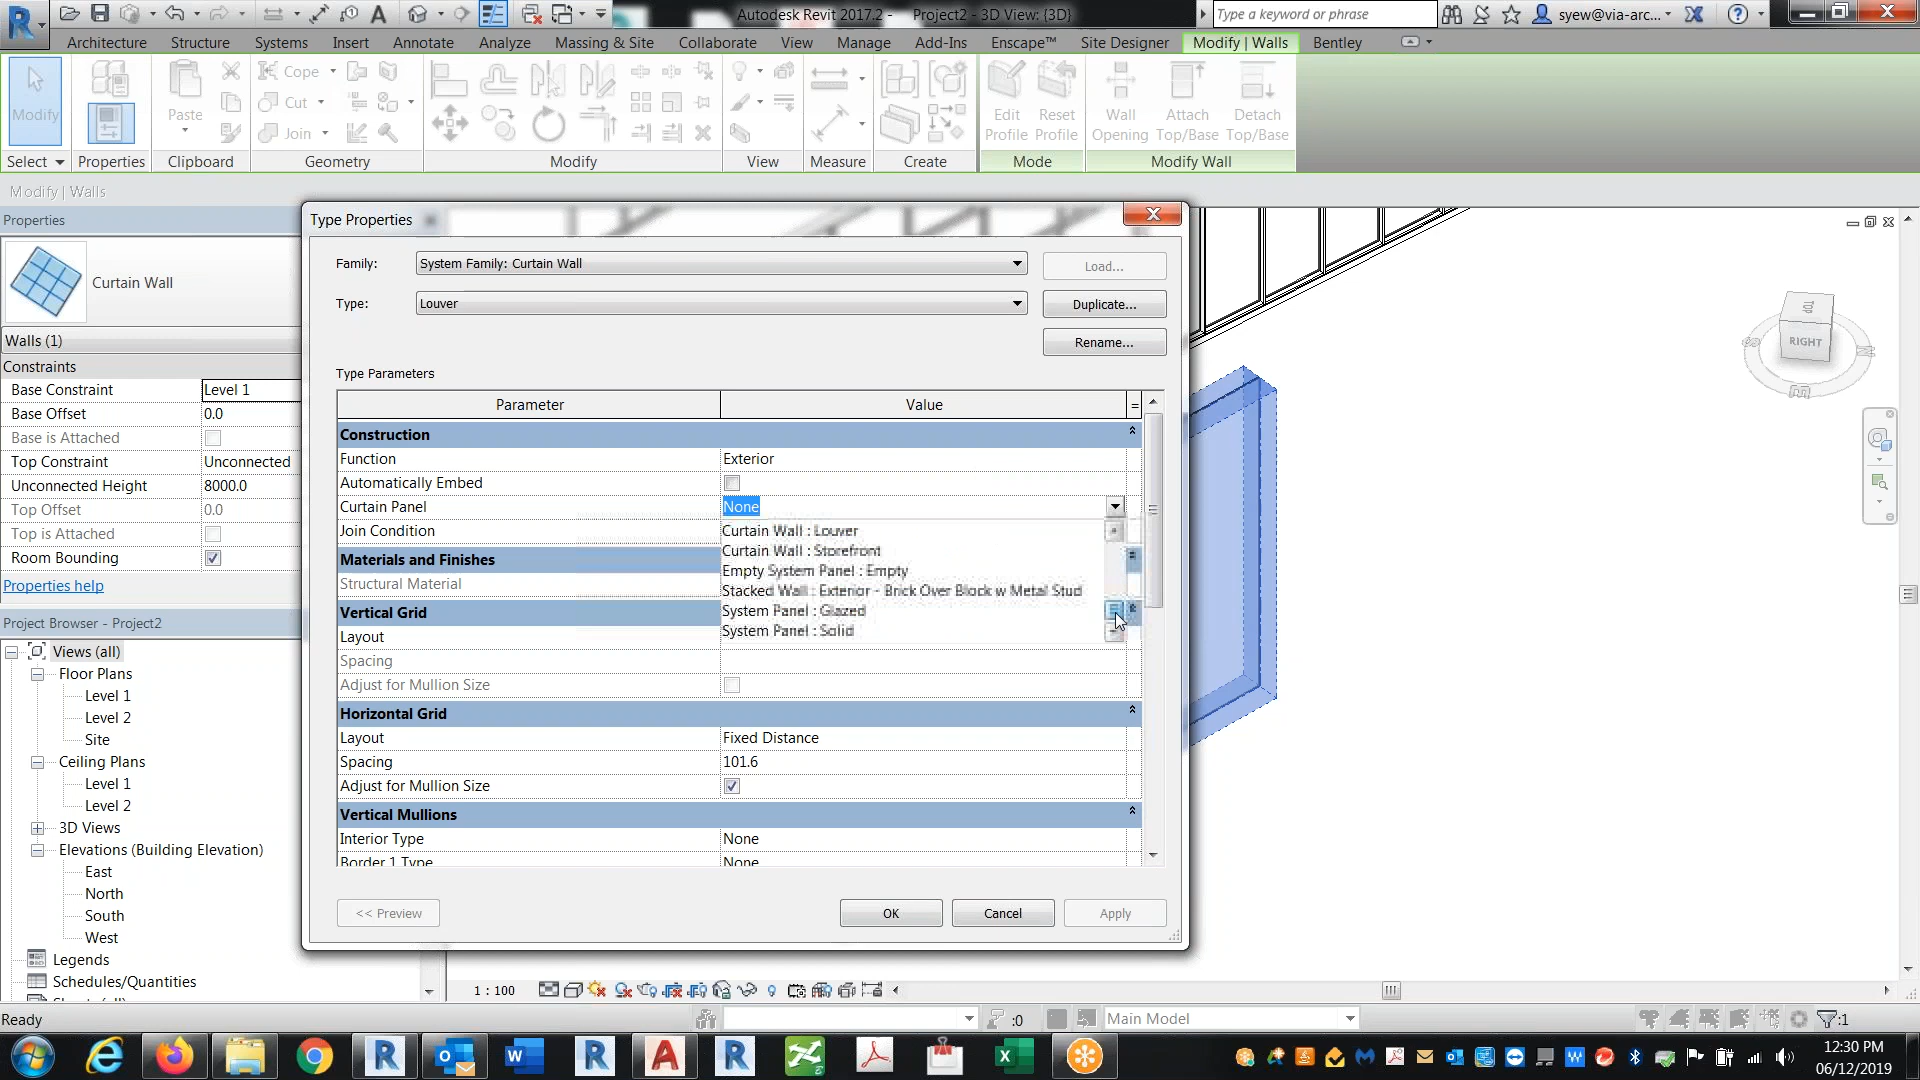 Autodesk Revit 2017.2 - Project2 - 3D View: {3D}
Type a keyword or phrase
syew@via-arc...
Architecture Structure Systems Insert Annotate Analyze Massing & Site Collaborate View Manage Add-Ins Enscape™ Site Designer Modify | Walls Bentley
Modify
Paste
Cope
Cut
Join
Edit Profile
Reset Profile
Wall Opening
Attach Top/Base
Detach Top/Base
Select Properties Clipboard Geometry Modify View Measure Create Mode Modify Wall
Modify | Walls
Properties
Curtain Wall
Walls (1)
Constraints
Base Constraint Level 1
Base Offset 0.0
Base is Attached
Top Constraint Unconnected
Unconnected Height 8000.0
Top Offset 0.0
Top is Attached
Room Bounding
Properties help
Project Browser - Project2
Views (all)
Floor Plans
Level 1
Level 2
Site
Ceiling Plans
Level 1
Level 2
3D Views
Elevations (Building Elevation)
East
North
South
West
Legends
Schedules/Quantities
Type Properties
Family: System Family: Curtain Wall Load...
Type: Louver Duplicate...
Rename...
Type Parameters
Parameter Value =
Construction
Function Exterior
Automatically Embed
Curtain Panel None
Join Condition
Curtain Wall : Louver
Curtain Wall : Storefront
Empty System Panel : Empty
Stacked Wall : Exterior - Brick Over Block w Metal Stud
System Panel : Glazed
System Panel : Solid
Materials and Finishes
Structural Material
Vertical Grid
Layout
Spacing
Adjust for Mullion Size
Horizontal Grid
Layout Fixed Distance
Spacing 101.6
Adjust for Mullion Size
Vertical Mullions
Interior Type None
Border 1 Type None
<< Preview OK Cancel Apply
TOP
RIGHT
1 : 100
Ready
:0
Main Model
:1
12:30 PM
06/12/2019